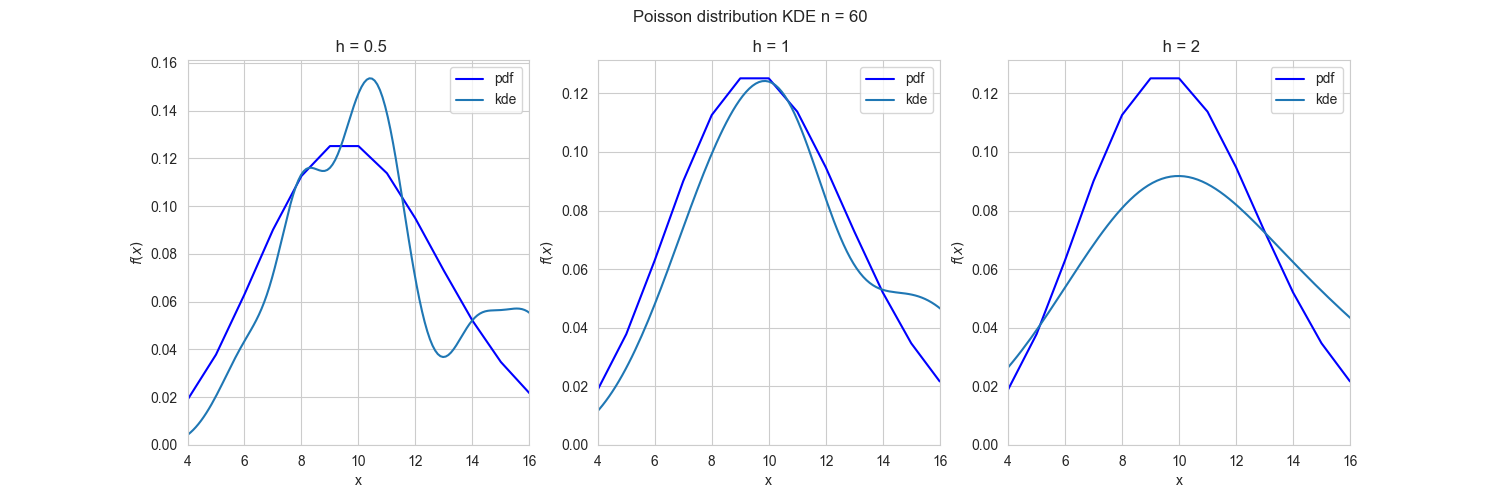 Poisson distribution KDE n = 60
h = 0.5
pdf
kde
f(x)
0.16
0.14
0.12
0.10
0.08
0.06
0.04
0.02
0.00
4 6 8 10 12 14 16
x
h = 1
pdf
kde
f(x)
0.12
0.10
0.08
0.06
0.04
0.02
0.00
4 6 8 10 12 14 16
x
h = 2
pdf
kde
f(x)
0.12
0.10
0.08
0.06
0.04
0.02
0.00
4 6 8 10 12 14 16
x